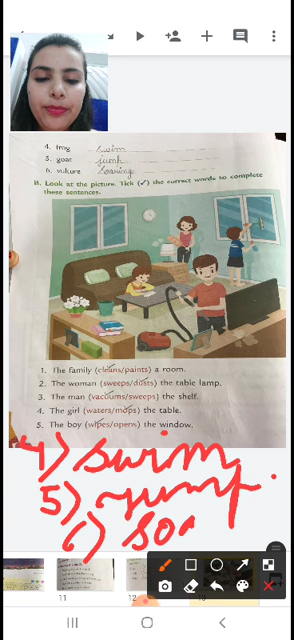 4. frog swim
5. goat jump
6. vulture soaring
B. Look at the picture. Tick (✓) the correct words to complete
these sentences.
1. The family (cleans/paints) a room.
2. The woman (sweeps/dusts) the table lamp.
3. The man (vacuums/sweeps) the shelf.
4. The girl (waters/mops) the table.
5. The boy (wipes/opens) the window.
4) swim
5) jump.
6) soa
11
12